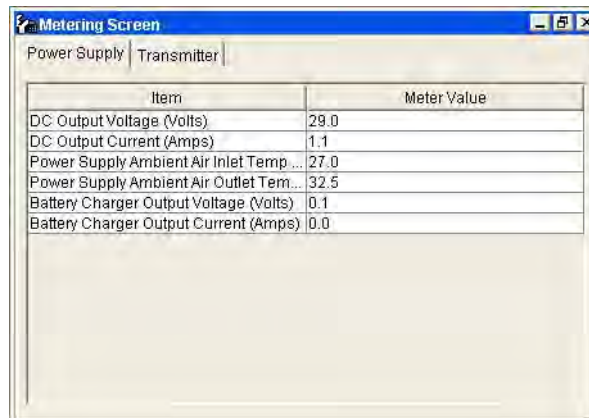 Metering Screen
Power Supply Transmitter
Item Meter Value
DC Output Voltage (Volts) 29.0
DC Output Current (Amps) 1.1
Power Supply Ambient Air Inlet Temp ... 27.0
Power Supply Ambient Air Outlet Tem... 32.5
Battery Charger Output Voltage (Volts) 0.1
Battery Charger Output Current (Amps) 0.0